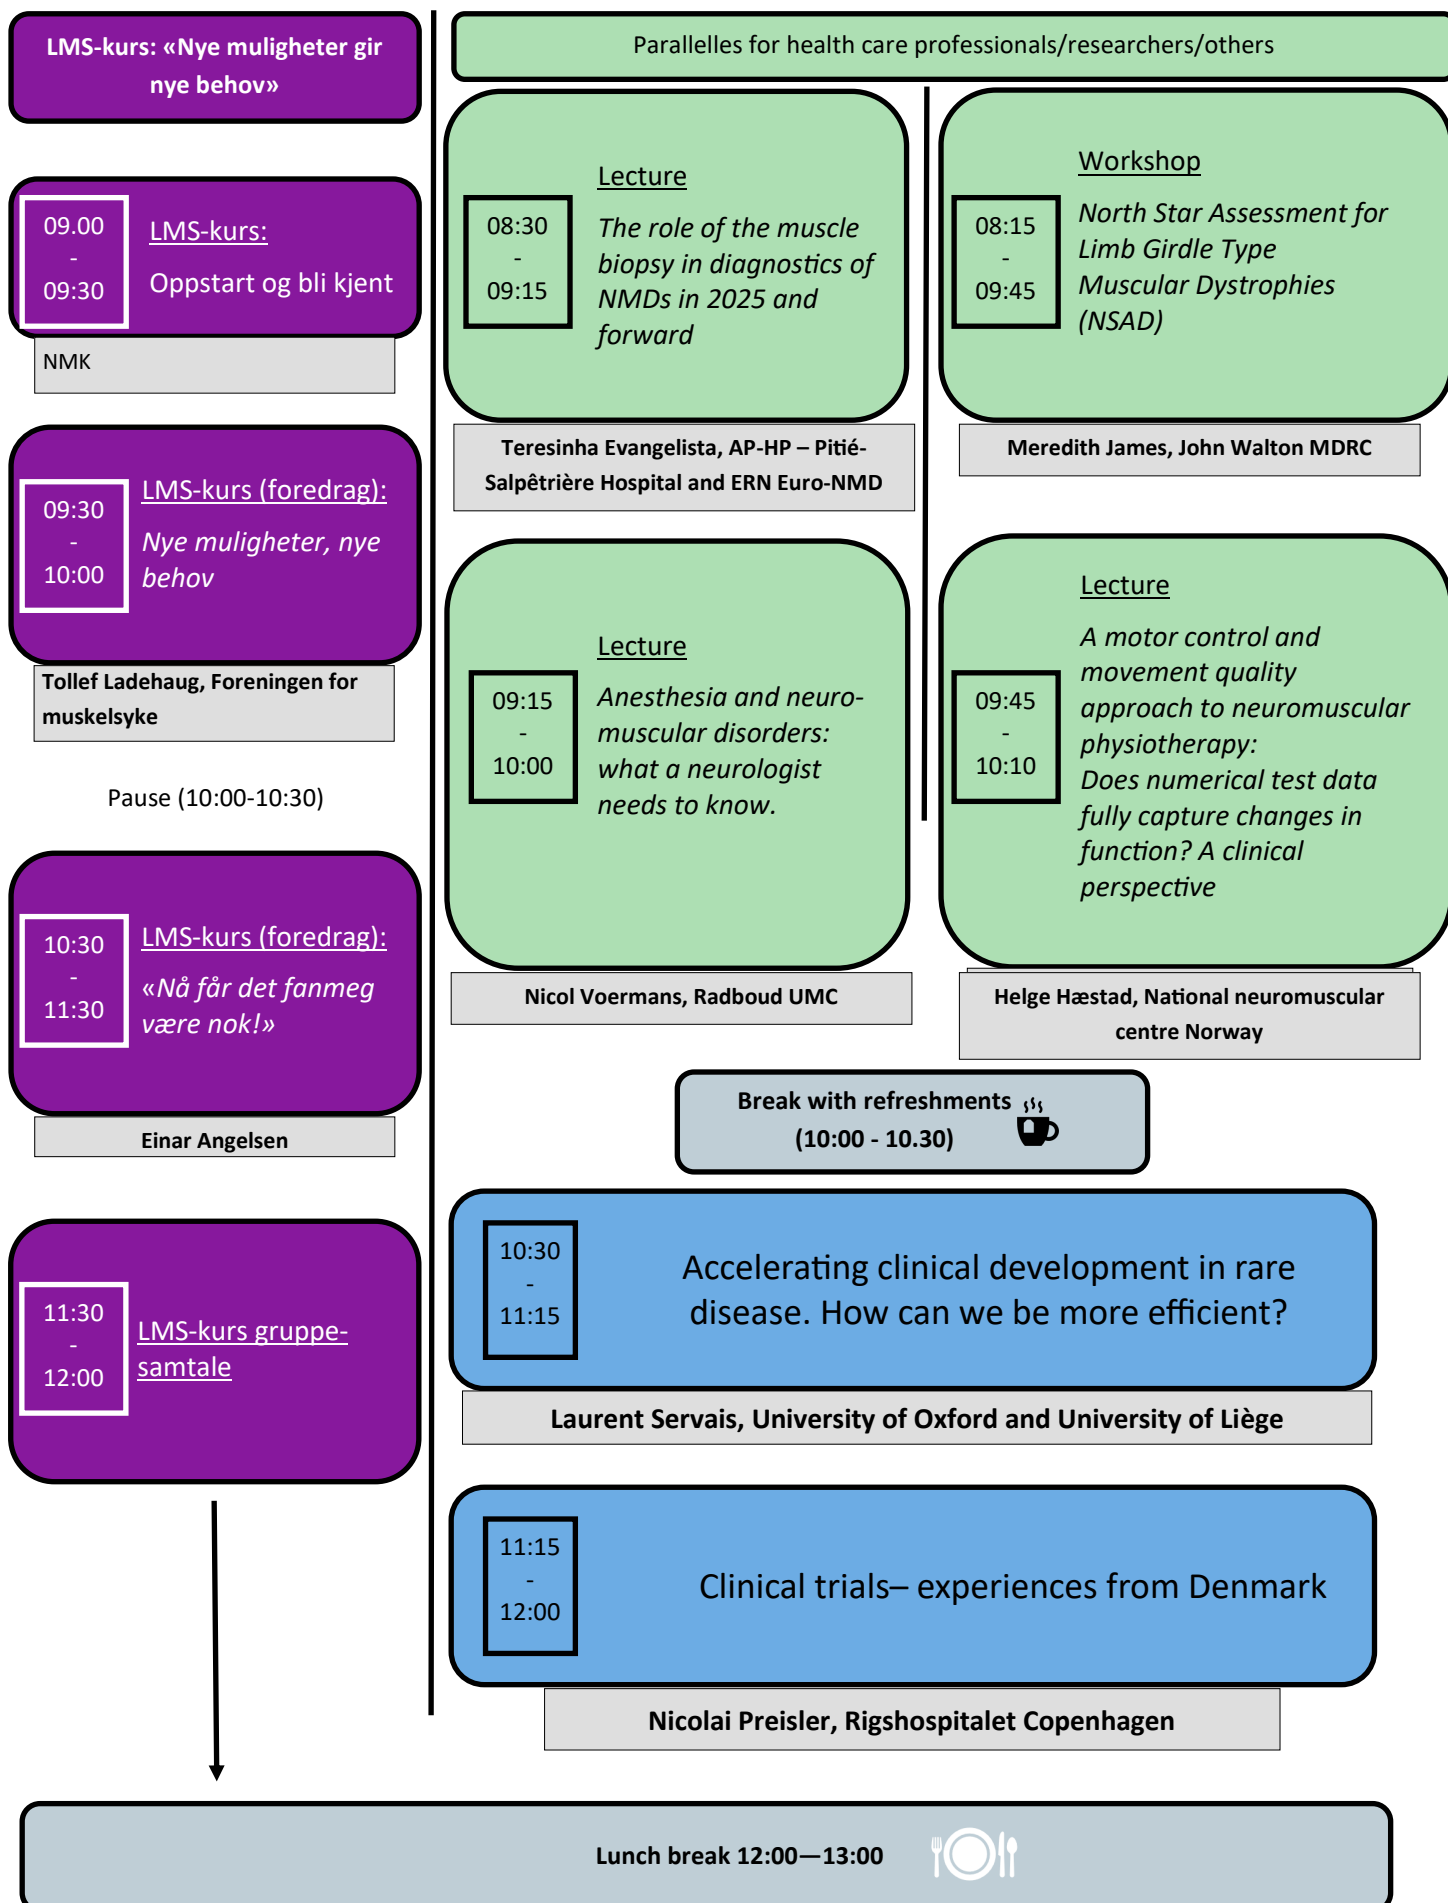 LMS-kurs: «Nye muligheter gir
nye behov»
09.00
-
09:30
LMS-kurs:
Oppstart og bli kjent
NMK
09:30
-
10:00
LMS-kurs (foredrag):
Nye muligheter, nye
behov
Tollef Ladehaug, Foreningen for
muskelsyke
Pause (10:00-10:30)
10:30
-
11:30
LMS-kurs (foredrag):
«Nå får det fanmeg
være nok!»
Einar Angelsen
11:30
-
12:00
LMS-kurs gruppe-
samtale
Parallelles for health care professionals/researchers/others
08:30
-
09:15
Lecture
The role of the muscle
biopsy in diagnostics of
NMDs in 2025 and
forward
Teresinha Evangelista, AP-HP – Pitié-
Salpêtrière Hospital and ERN Euro-NMD
09:15
-
10:00
Lecture
Anesthesia and neuro-
muscular disorders:
what a neurologist
needs to know.
Nicol Voermans, Radboud UMC
08:15
-
09:45
Workshop
North Star Assessment for
Limb Girdle Type
Muscular Dystrophies
(NSAD)
Meredith James, John Walton MDRC
09:45
-
10:10
Lecture
A motor control and
movement quality
approach to neuromuscular
physiotherapy:
Does numerical test data
fully capture changes in
function? A clinical
perspective
Helge Hæstad, National neuromuscular
centre Norway
Break with refreshments
(10:00 - 10.30)
10:30
-
11:15
Accelerating clinical development in rare
disease. How can we be more efficient?
Laurent Servais, University of Oxford and University of Liège
11:15
-
12:00
Clinical trials– experiences from Denmark
Nicolai Preisler, Rigshospitalet Copenhagen
Lunch break 12:00—13:00